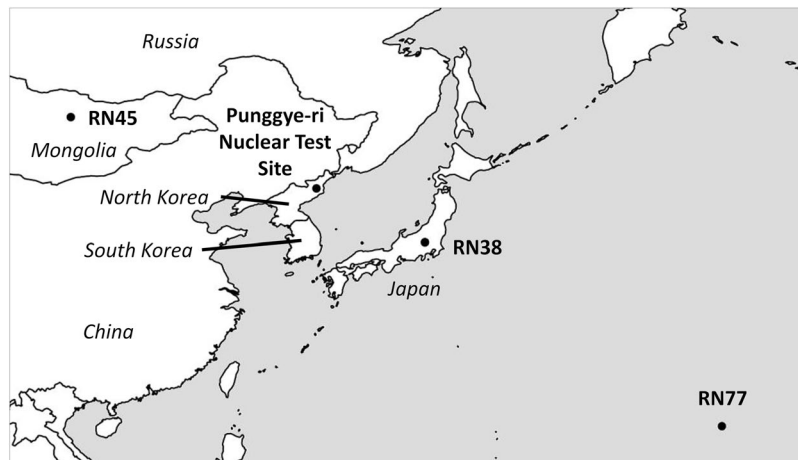 Russia
RN45
Punggye-ri
Nuclear Test
Site
Mongolia
North Korea
South Korea
RN38
Japan
China
RN77